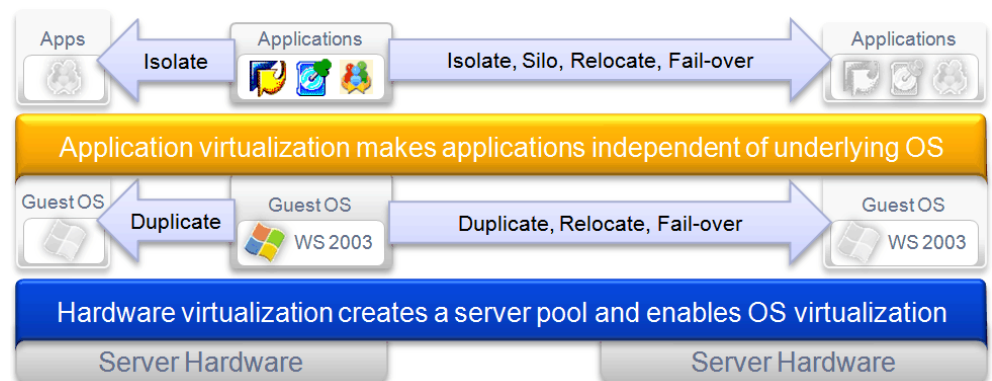 Apps
Isolate
Applications
Isolate, Silo, Relocate, Fail-over
Applications
Application virtualization makes applications independent of underlying OS
Guest OS
Duplicate
Guest OS
WS 2003
Duplicate, Relocate, Fail-over
Guest OS
WS 2003
Hardware virtualization creates a server pool and enables OS virtualization
Server Hardware
Server Hardware